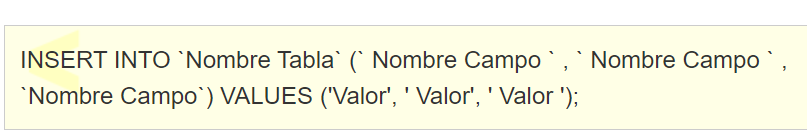 INSERT INTO `Nombre Tabla` (` Nombre Campo ` , ` Nombre Campo ` ,
`Nombre Campo`) VALUES ('Valor', ' Valor', ' Valor ');